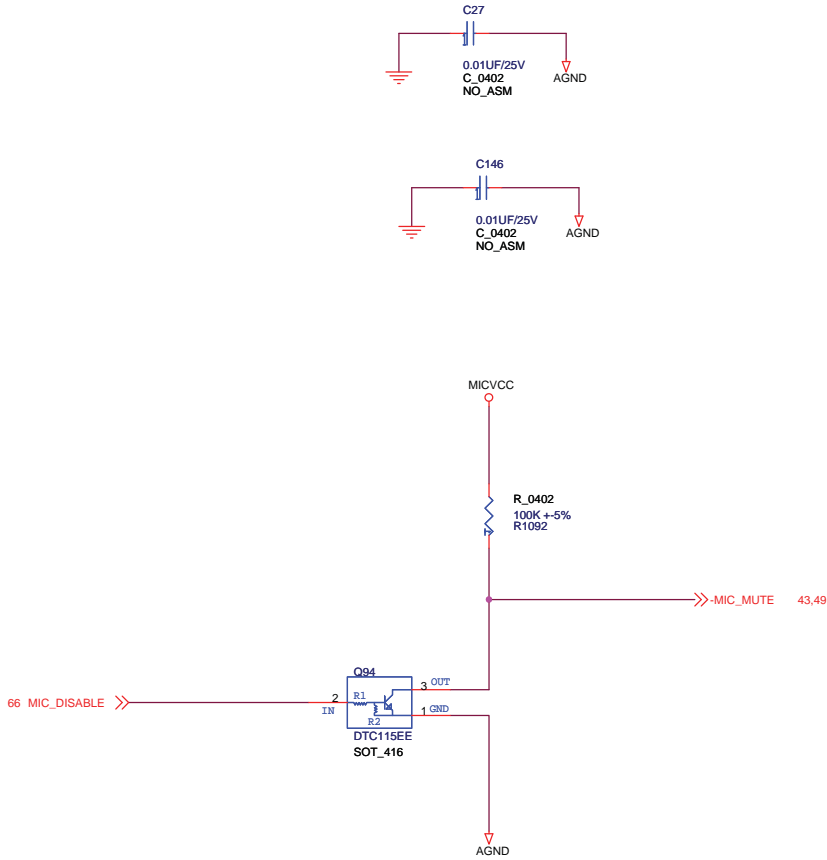 C27
0.01UF/25V
C_0402
NO_ASM
AGND
C146
0.01UF/25V
C_0402
NO_ASM
AGND
MICVCC
R_0402
100K +-5%
R1092
-MIC_MUTE 43,49
Q94
3 OUT
66 MIC_DISABLE
2
IN
R1
R2
1 GND
DTC115EE
SOT_416
AGND